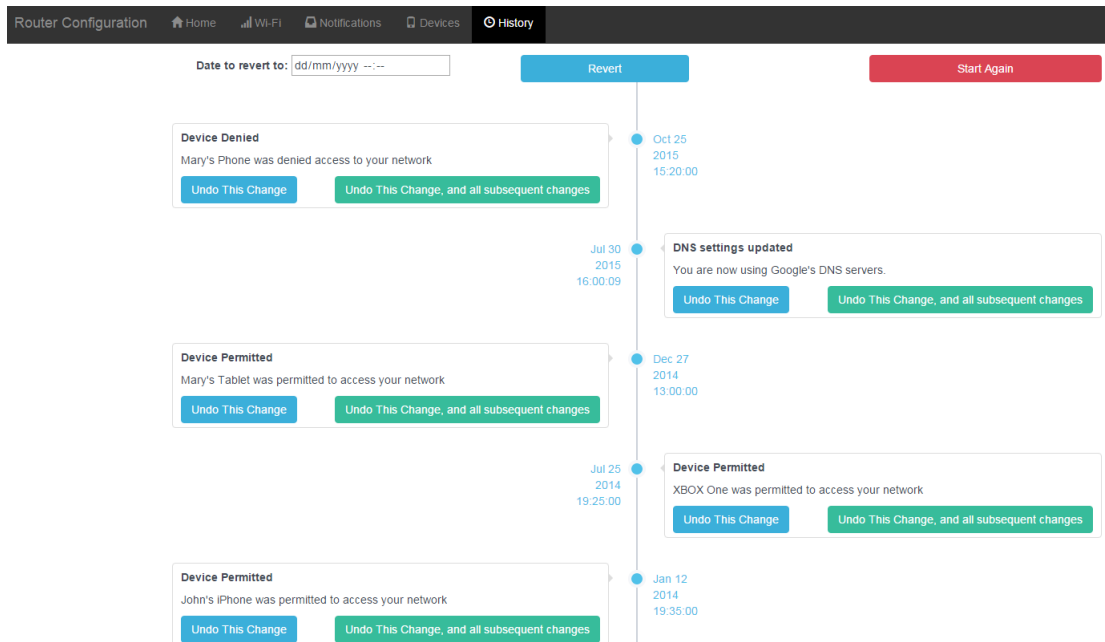 Router Configuration Home Wi-Fi Notifications Devices History
Date to revert to: dd/mm/yyyy --:-- Revert Start Again
Device Denied
Mary's Phone was denied access to your network
Undo This Change Undo This Change, and all subsequent changes
Oct 25
2015
15:20:00
Jul 30
2015
16:00:09
DNS settings updated
You are now using Google's DNS servers.
Undo This Change Undo This Change, and all subsequent changes
Device Permitted
Mary's Tablet was permitted to access your network
Undo This Change Undo This Change, and all subsequent changes
Dec 27
2014
13:00:00
Jul 25
2014
19:25:00
Device Permitted
XBOX One was permitted to access your network
Undo This Change Undo This Change, and all subsequent changes
Device Permitted
John's iPhone was permitted to access your network
Undo This Change Undo This Change, and all subsequent changes
Jan 12
2014
19:35:00